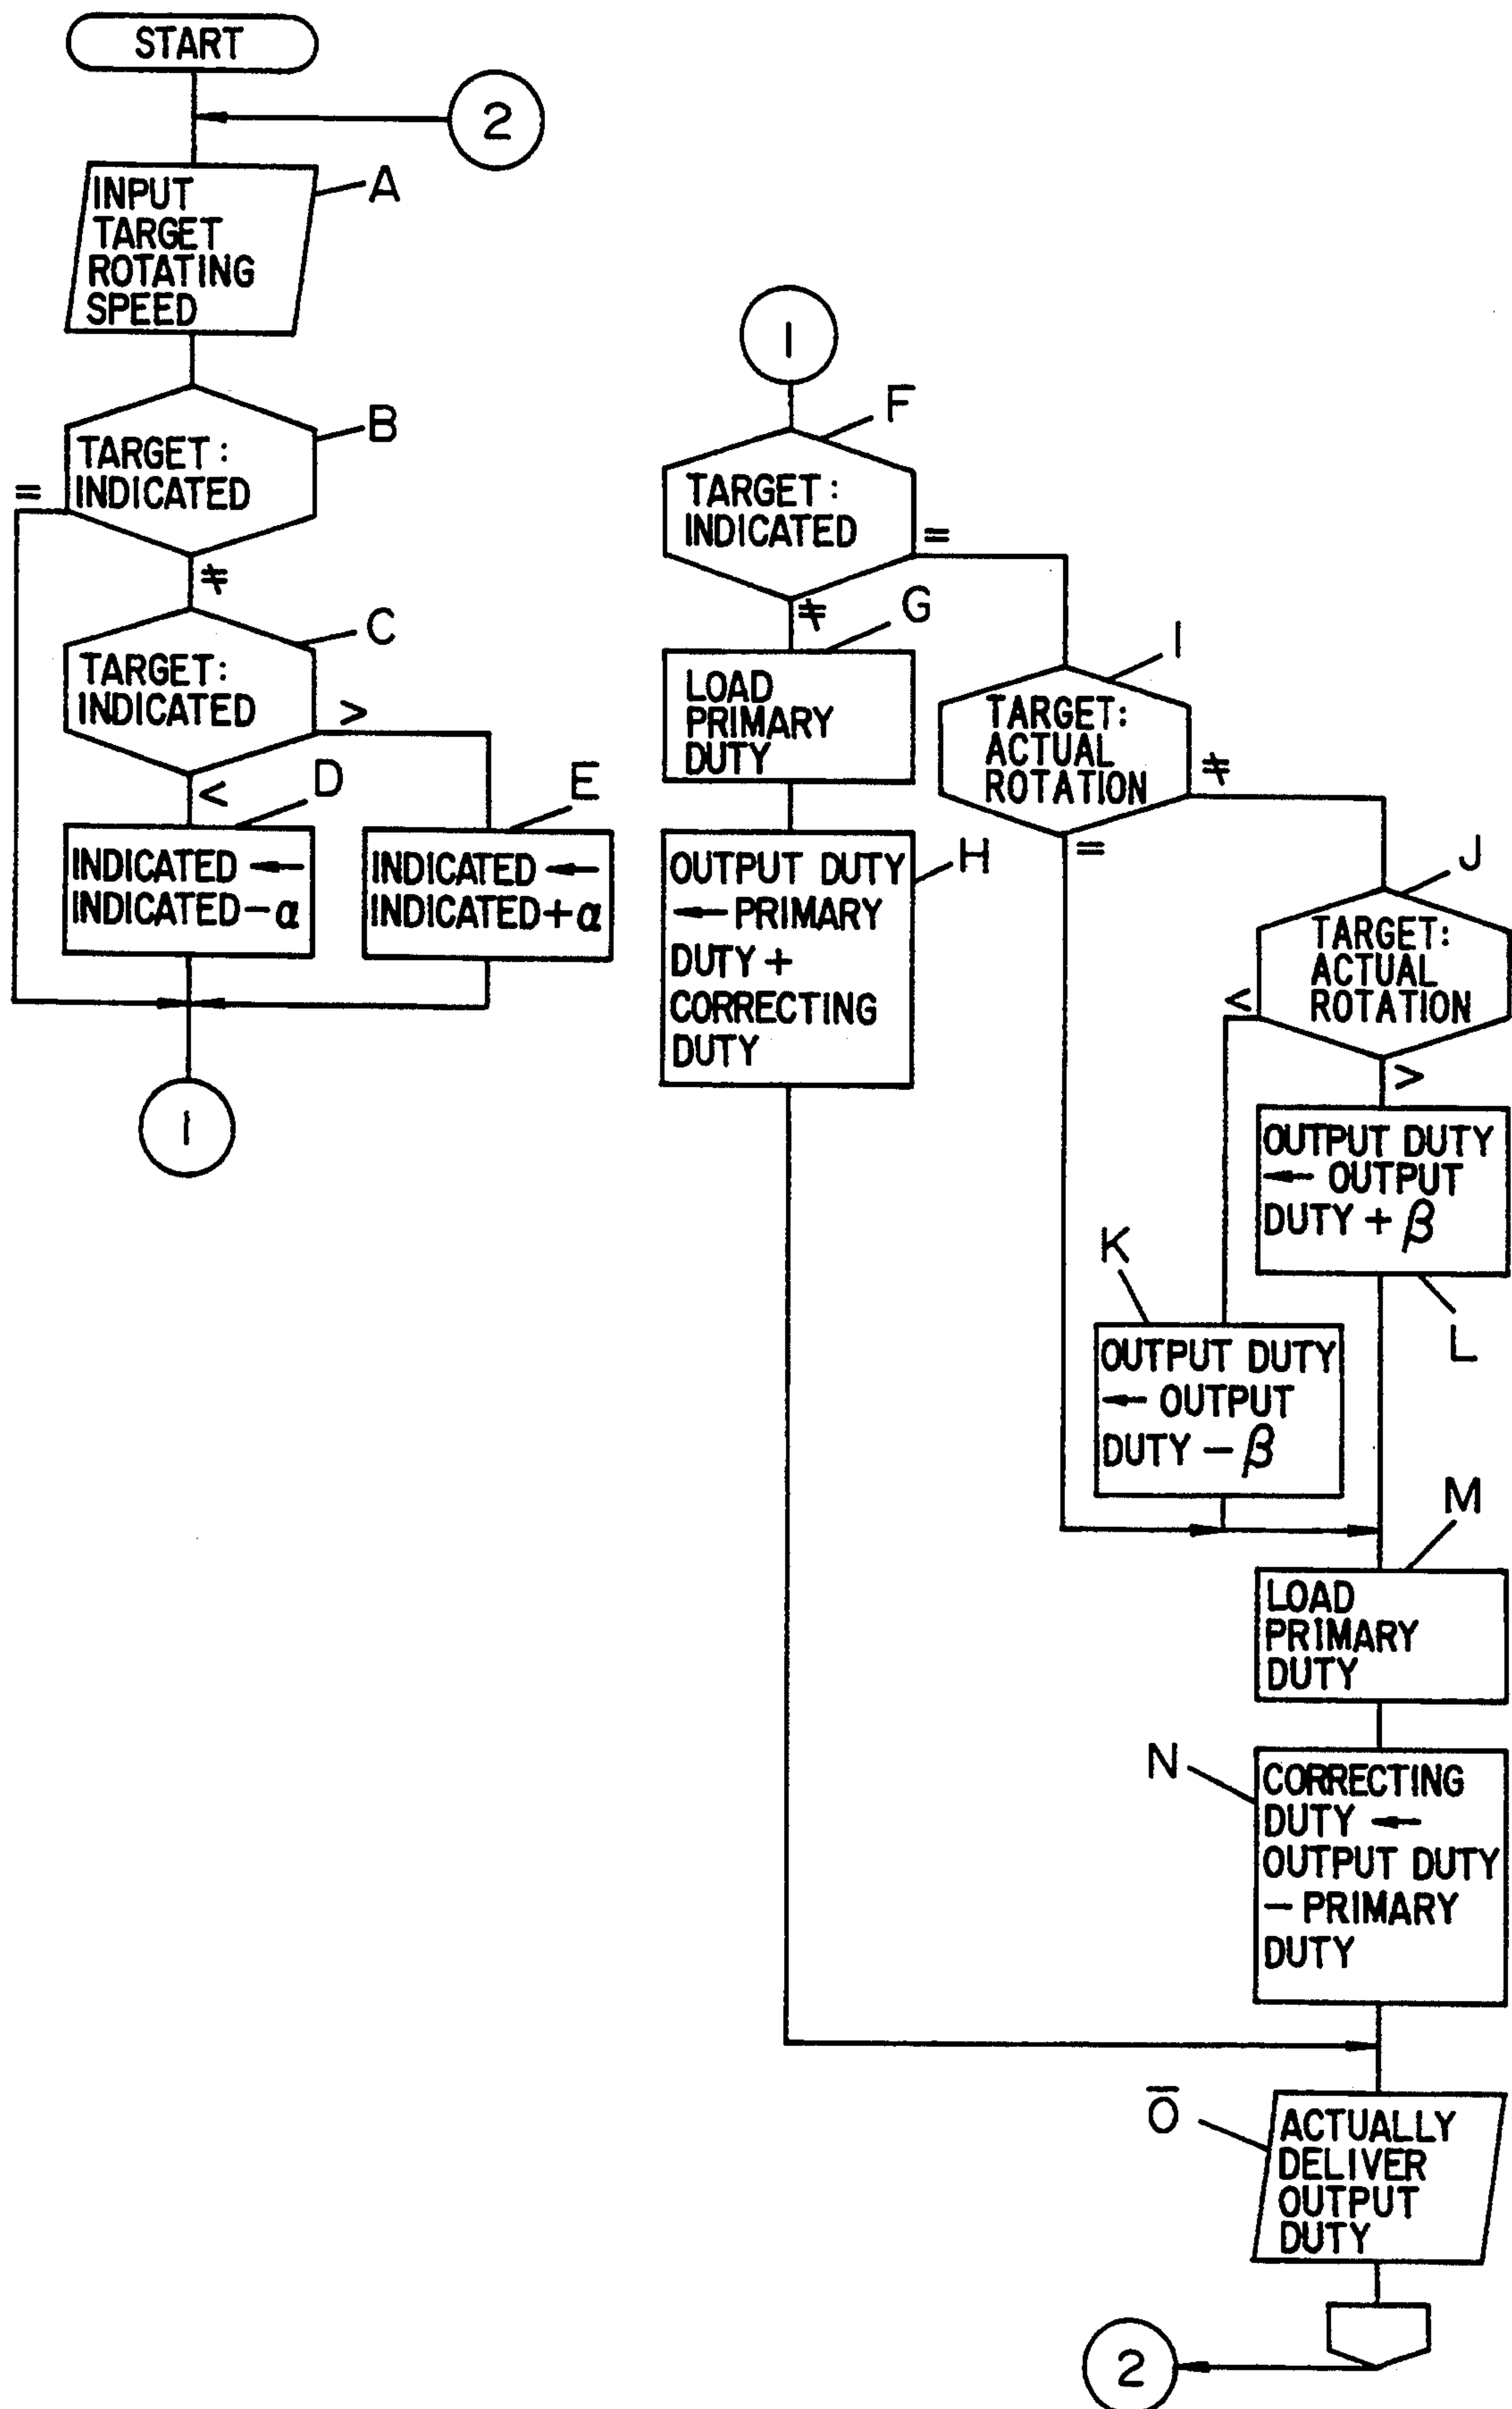 START
2
INPUT
TARGET
ROTATING
SPEED
A
TARGET:
INDICATED
B
=
≠
TARGET:
INDICATED
C
>
<
D
E
INDICATED ←
INDICATED-α
INDICATED ←
INDICATED+α
1
1
F
TARGET:
INDICATED
=
≠
G
LOAD
PRIMARY
DUTY
OUTPUT DUTY
← PRIMARY
DUTY +
CORRECTING
DUTY
H
I
TARGET:
ACTUAL
ROTATION
≠
=
J
TARGET:
ACTUAL
ROTATION
<
>
OUTPUT DUTY
← OUTPUT
DUTY + β
L
K
OUTPUT DUTY
← OUTPUT
DUTY - β
M
LOAD
PRIMARY
DUTY
N
CORRECTING
DUTY ←
OUTPUT DUTY
- PRIMARY
DUTY
O̅
ACTUALLY
DELIVER
OUTPUT
DUTY
2